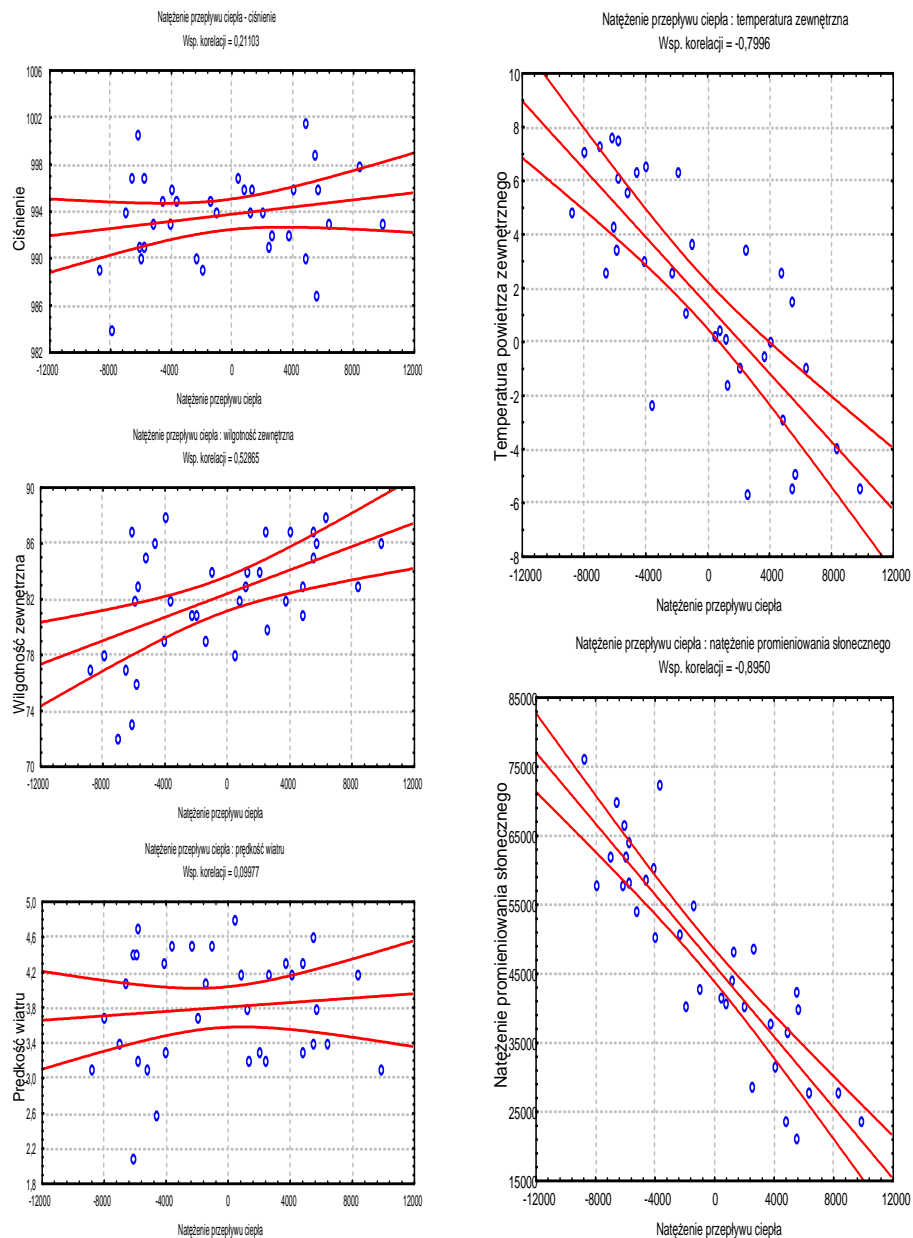 Natężenie przepływu ciepła - ciśnienie
Wsp. korelacji = 0,21103
Ciśnienie
1006
1002
998
994
990
986
982
-12000 -8000 -4000 0 4000 8000 12000
Natężenie przepływu ciepła
Natężenie przepływu ciepła : wilgotność zewnętrzna
Wsp. korelacji = 0,52865
Wilgotność zewnętrzna
90
86
82
78
74
70
-12000 -8000 -4000 0 4000 8000 12000
Natężenie przepływu ciepła
Natężenie przepływu ciepła : prędkość wiatru
Wsp. korelacji = 0,09977
Prędkość wiatru
5,0
4,6
4,2
3,8
3,4
3,0
2,6
2,2
1,8
-12000 -8000 -4000 0 4000 8000 12000
Natężenie przepływu ciepła
Natężenie przepływu ciepła : temperatura zewnętrzna
Wsp. korelacji = -0,7996
Temperatura powietrza zewnętrznego
10
8
6
4
2
0
-2
-4
-6
-8
-12000 -8000 -4000 0 4000 8000 12000
Natężenie przepływu ciepła
Natężenie przepływu ciepła : natężenie promieniowania słonecznego
Wsp. korelacji = -0,8950
Natężenie promieniowania słonecznego
85000
75000
65000
55000
45000
35000
25000
15000
-12000 -8000 -4000 0 4000 8000 12000
Natężenie przepływu ciepła